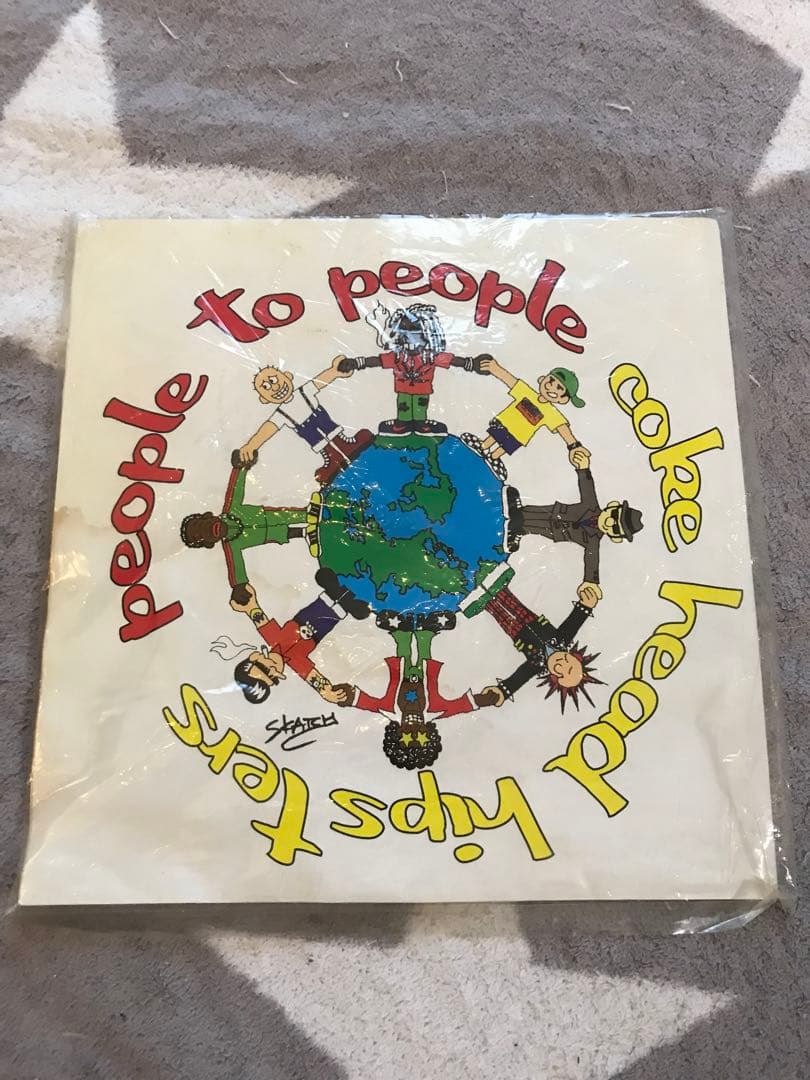 people to people
coke head hipsters
SKATCH